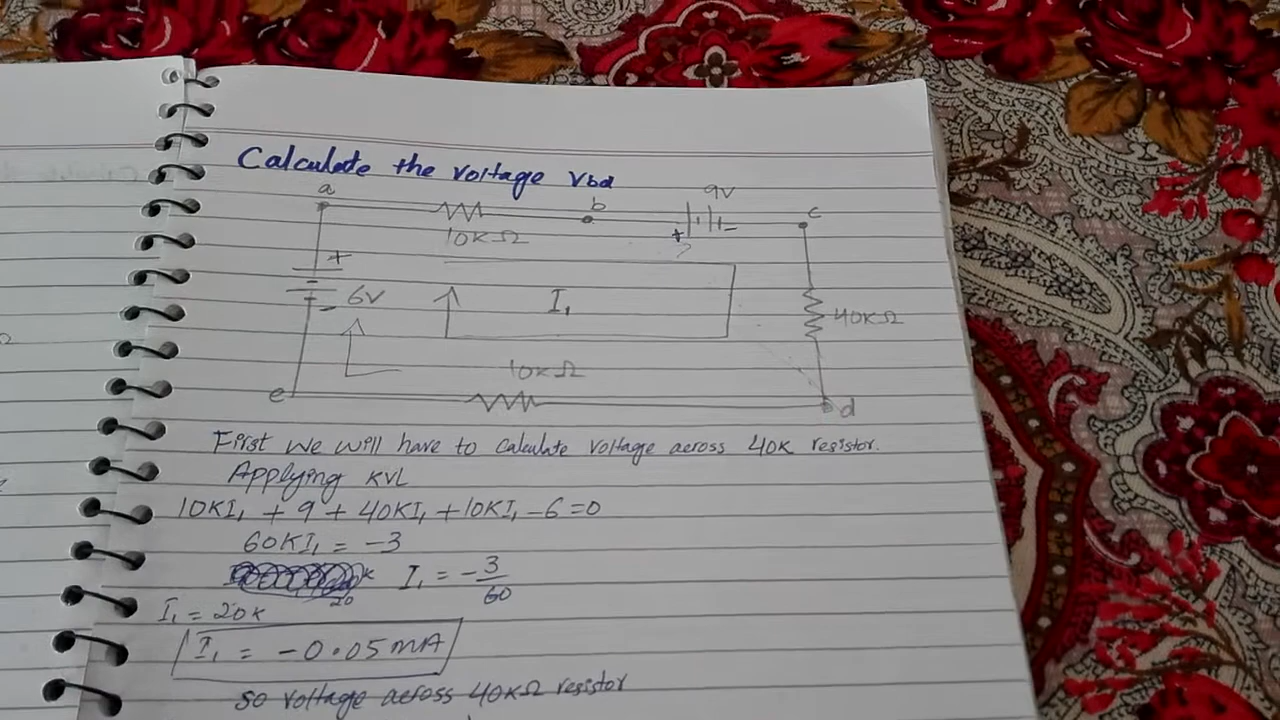 Calculate the voltage Vbd
9V
a
b
c
10KΩ
+
-
+
6V
-
I₁
40KΩ
10KΩ
e
d
First we will have to calculate voltage across 40K resistor.
Applying KVL
10KI₁ + 9 + 40KI₁ + 10KI₁ - 6 = 0
60KI₁ = -3
I₁ = -3/60
20
I₁ = 20K
I₁ = -0.05mA
so voltage across 40KΩ resistor